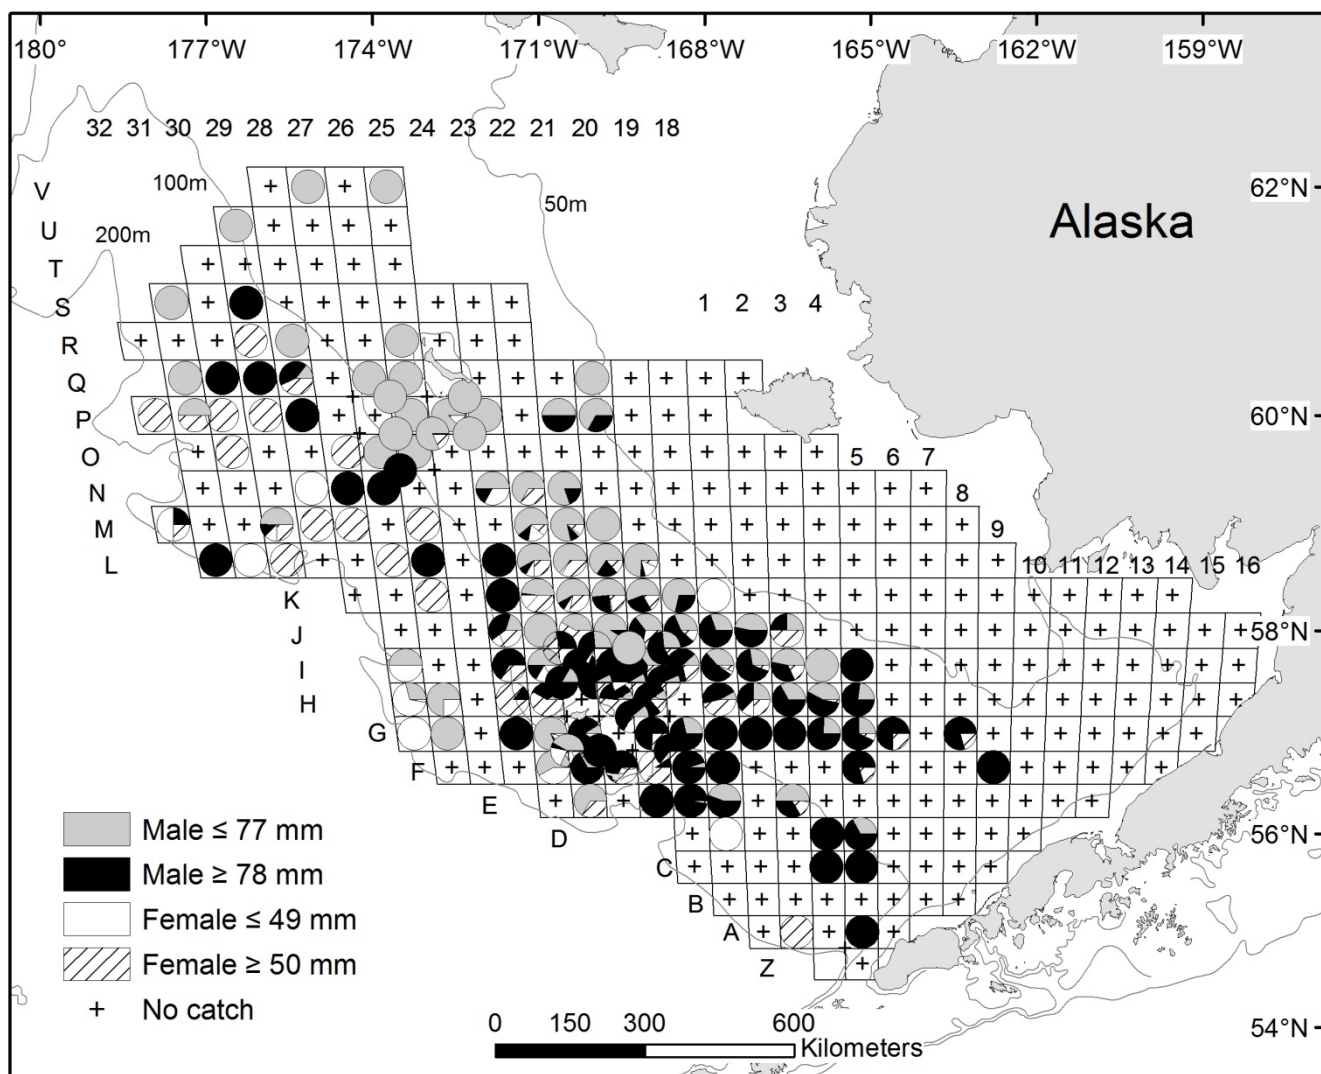 180° 177°W 174°W 171°W 168°W 165°W 162°W 159°W
32 31 30 29 28 27 26 25 24 23 22 21 20 19 18
100m
V
62°N
50m
Alaska
U
200m
T
S
1 2 3 4
R
Q
P
60°N
O
5 6 7
N
8
M
9
L
10 11 12 13 14 15 16
K
J
58°N
I
H
G
F
E
D
Male ≤ 77 mm
56°N
C
Male ≥ 78 mm
B
Female ≤ 49 mm
A
Female ≥ 50 mm
Z
+ No catch
0 150 300 600
Kilometers
54°N